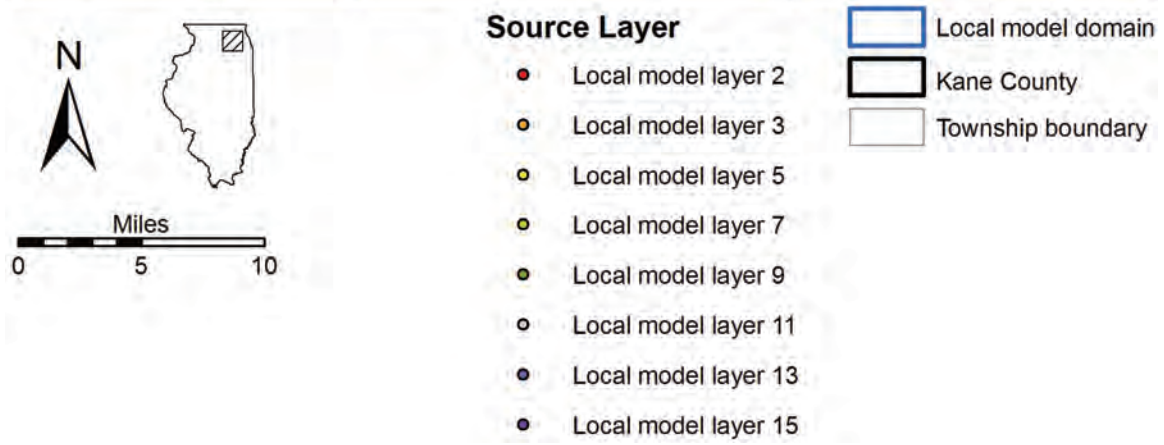 N
Miles
0 5 10
Source Layer
Local model layer 2
Local model layer 3
Local model layer 5
Local model layer 7
Local model layer 9
Local model layer 11
Local model layer 13
Local model layer 15
Local model domain
Kane County
Township boundary